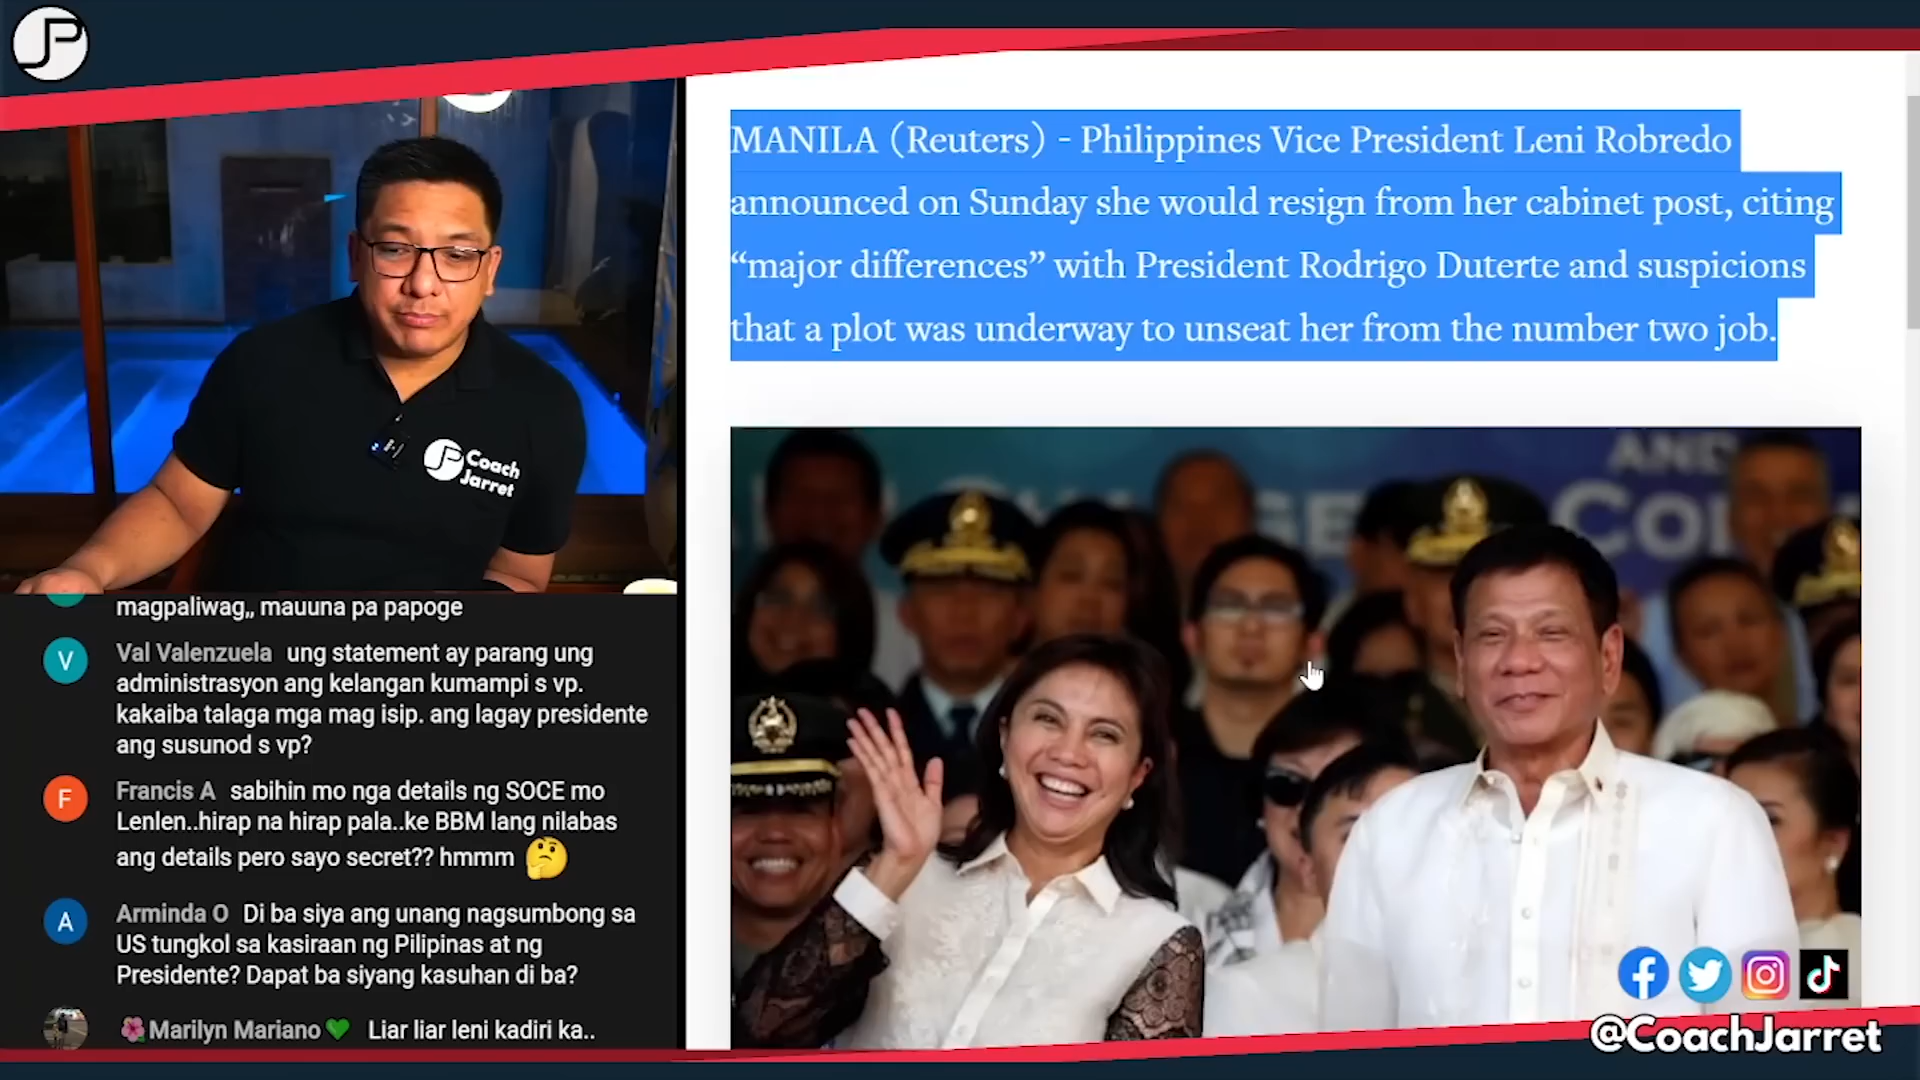 JP
MANILA (Reuters) - Philippines Vice President Leni Robredo
announced on Sunday she would resign from her cabinet post, citing
“major differences” with President Rodrigo Duterte and suspicions
that a plot was underway to unseat her from the number two job.
JP Coach
Jarret
magpaliwag,, mauuna pa papoge
V
Val Valenzuela ung statement ay parang ung
administrasyon ang kelangan kumampi s vp.
kakaiba talaga mga mag isip. ang lagay presidente
ang susunod s vp?
F
Francis A sabihin mo nga details ng SOCE mo
Lenlen..hirap na hirap pala..ke BBM lang nilabas
ang details pero sayo secret?? hmmm 🤔
A
Arminda O Di ba siya ang unang nagsumbong sa
US tungkol sa kasiraan ng Pilipinas at ng
Presidente? Dapat ba siyang kasuhan di ba?
🌺Marilyn Mariano💚 Liar liar leni kadiri ka..
AND
@CoachJarret